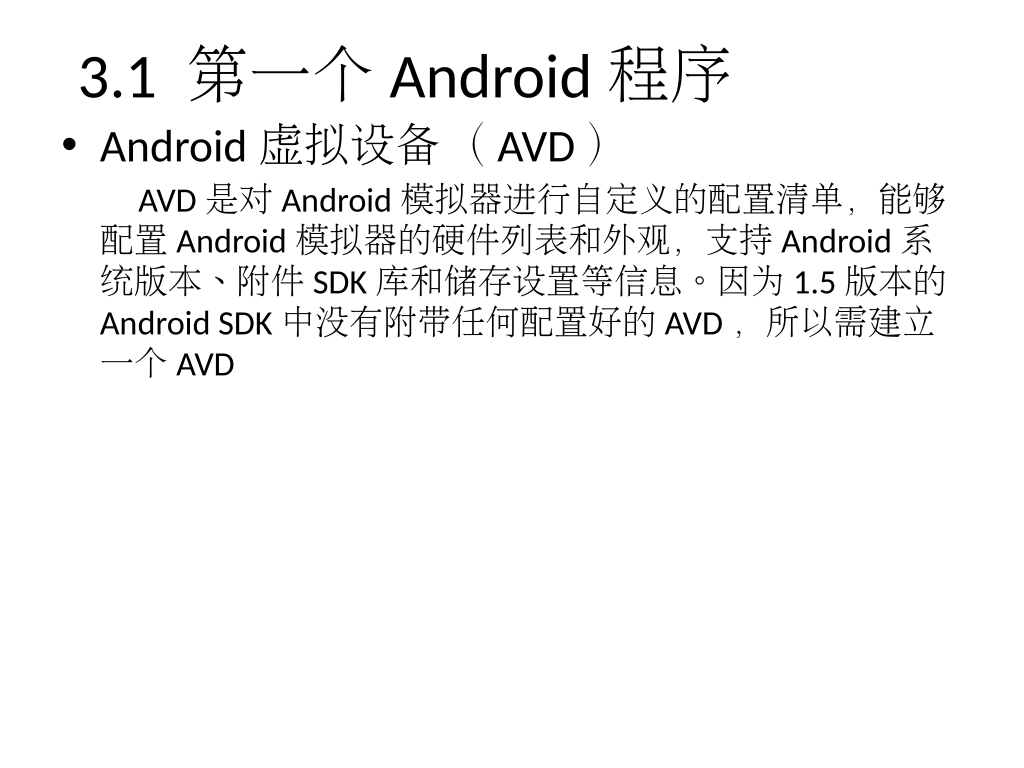 3.1 第一个 Android 程序
• Android 虚拟设备（AVD）
AVD 是对 Android 模拟器进行自定义的配置清单，能够
配置 Android 模拟器的硬件列表和外观，支持 Android 系
统版本、附件 SDK 库和储存设置等信息。因为 1.5 版本的
Android SDK 中没有附带任何配置好的 AVD ，所以需建立
一个 AVD